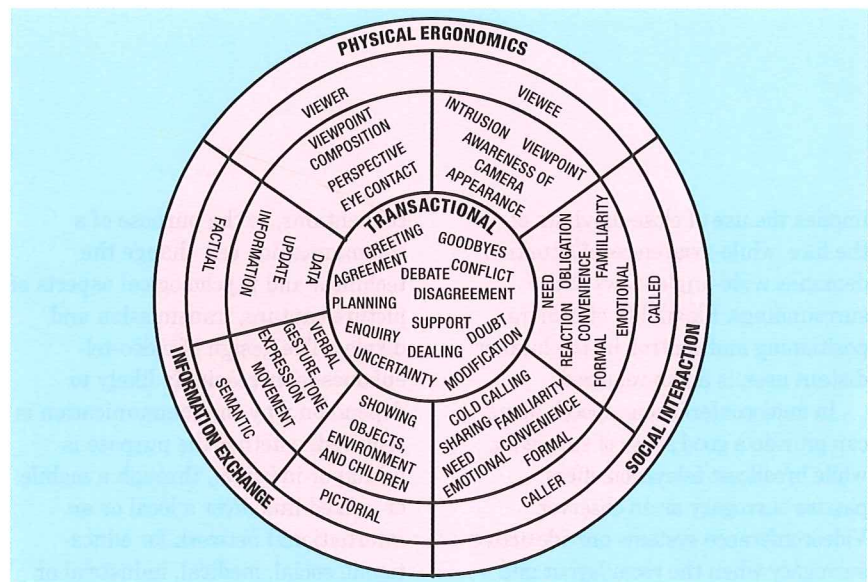 PHYSICAL ERGONOMICS
VIEWER
VIEWPOINT
COMPOSITION
PERSPECTIVE
EYE CONTACT
VIEWEE
INTRUSION VIEWPOINT
AWARENESS OF
CAMERA
APPEARANCE
SOCIAL INTERACTION
CALLED
NEED
REACTION OBLIGATION
CONVENIENCE
FORMAL FAMILIARITY
EMOTIONAL
CALLER
COLD CALLING
SHARING FAMILIARITY
NEED CONVENIENCE
EMOTIONAL FORMAL
INFORMATION EXCHANGE
PICTORIAL
SHOWING
OBJECTS,
ENVIRONMENT
AND CHILDREN
SEMANTIC
VERBAL
GESTURE TONE
EXPRESSION
MOVEMENT
FACTUAL
INFORMATION
UPDATE
DATA
TRANSACTIONAL
GREETING
GOODBYES
AGREEMENT
DEBATE
CONFLICT
DISAGREEMENT
PLANNING
SUPPORT
DOUBT
ENQUIRY
DEALING
UNCERTAINTY
MODIFICATION